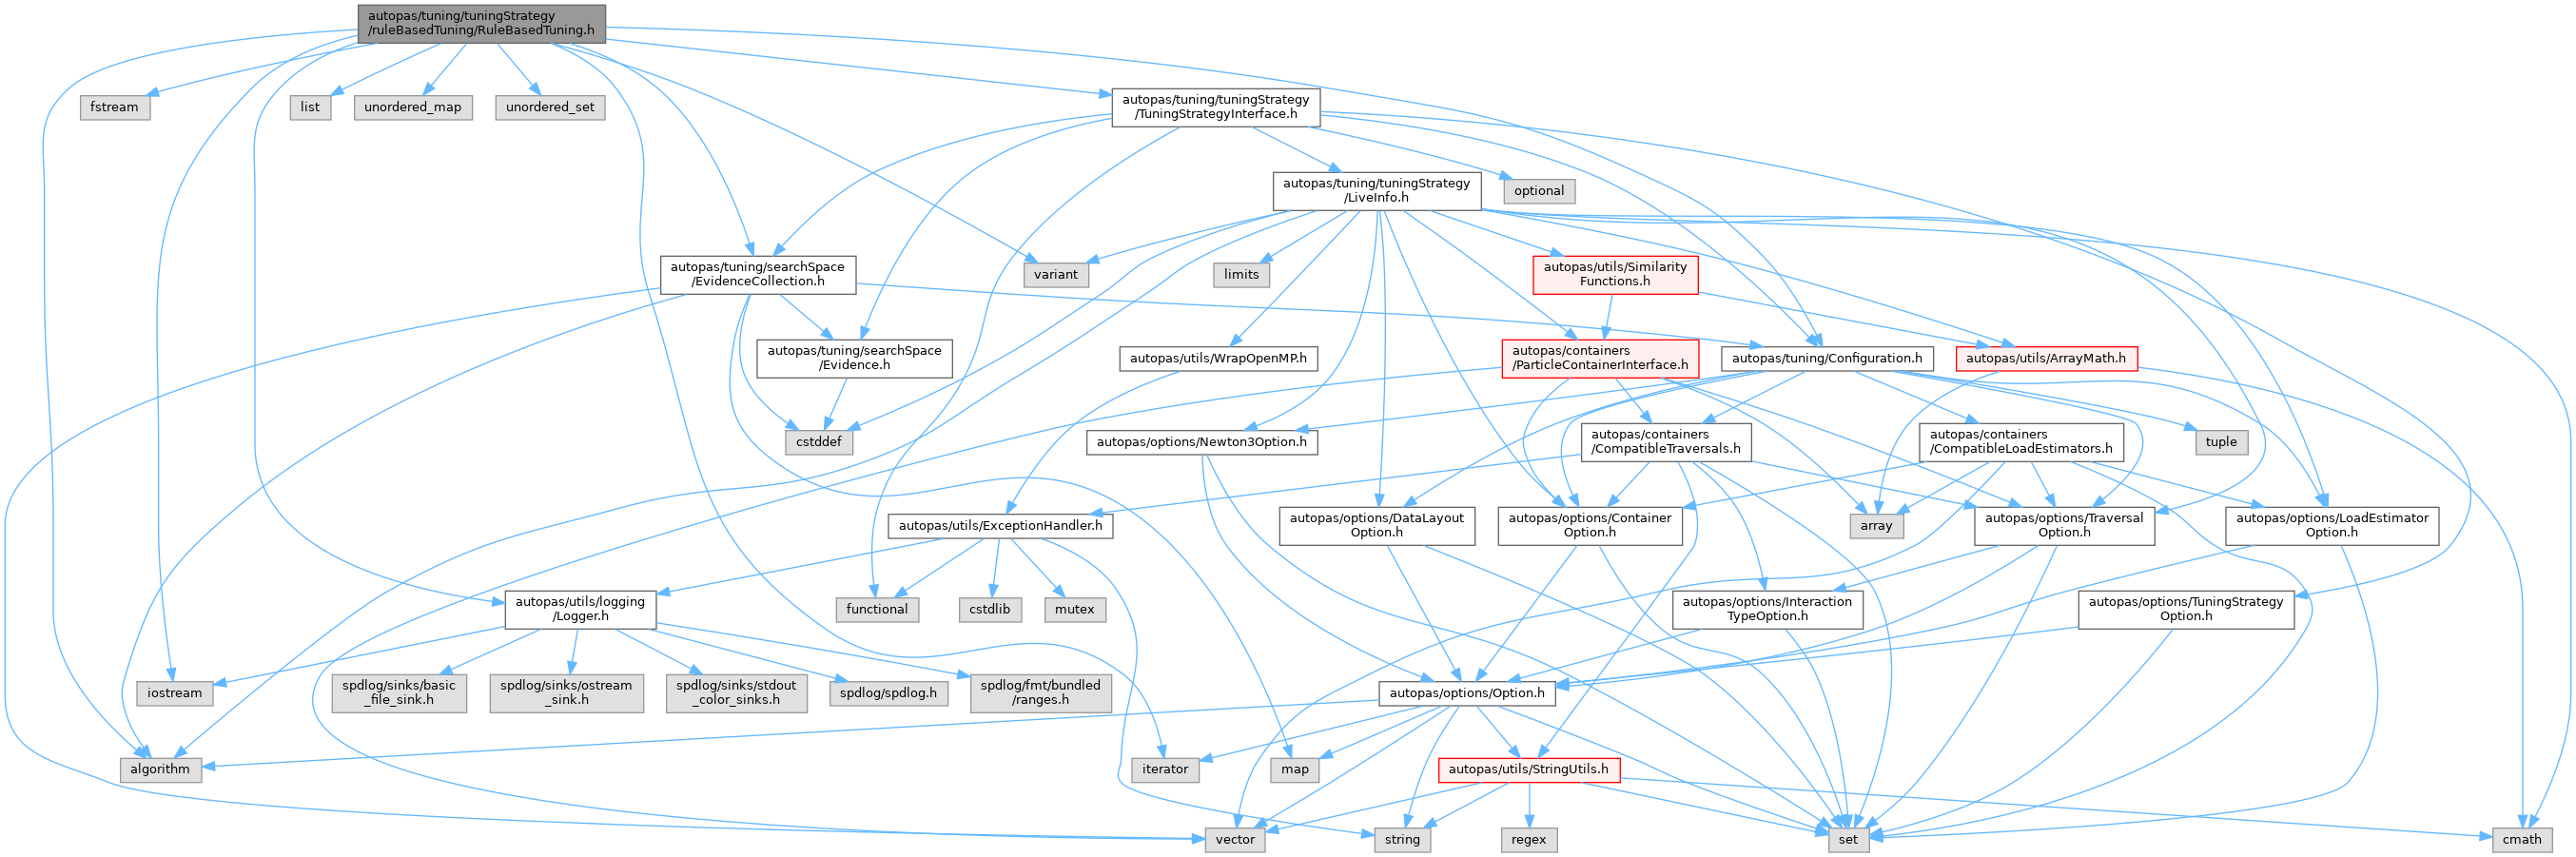 autopas/tuning/tuningStrategy
/ruleBasedTuning/RuleBasedTuning.h
fstream
list
unordered_map
unordered_set
autopas/tuning/tuningStrategy
/TuningStrategyInterface.h
autopas/tuning/tuningStrategy
/LiveInfo.h
optional
autopas/tuning/searchSpace
/EvidenceCollection.h
variant
limits
autopas/utils/Similarity
Functions.h
autopas/tuning/searchSpace
/Evidence.h
autopas/utils/WrapOpenMP.h
autopas/containers
/ParticleContainerInterface.h
autopas/tuning/Configuration.h
autopas/utils/ArrayMath.h
cstddef
autopas/options/Newton3Option.h
autopas/containers
/CompatibleTraversals.h
autopas/containers
/CompatibleLoadEstimators.h
tuple
autopas/utils/ExceptionHandler.h
autopas/options/DataLayout
Option.h
autopas/options/Container
Option.h
array
autopas/options/Traversal
Option.h
autopas/options/LoadEstimator
Option.h
autopas/utils/logging
/Logger.h
functional
cstdlib
mutex
autopas/options/Interaction
TypeOption.h
autopas/options/TuningStrategy
Option.h
iostream
spdlog/sinks/basic
_file_sink.h
spdlog/sinks/ostream
_sink.h
spdlog/sinks/stdout
_color_sinks.h
spdlog/spdlog.h
spdlog/fmt/bundled
/ranges.h
autopas/options/Option.h
algorithm
iterator
map
autopas/utils/StringUtils.h
vector
string
regex
set
cmath